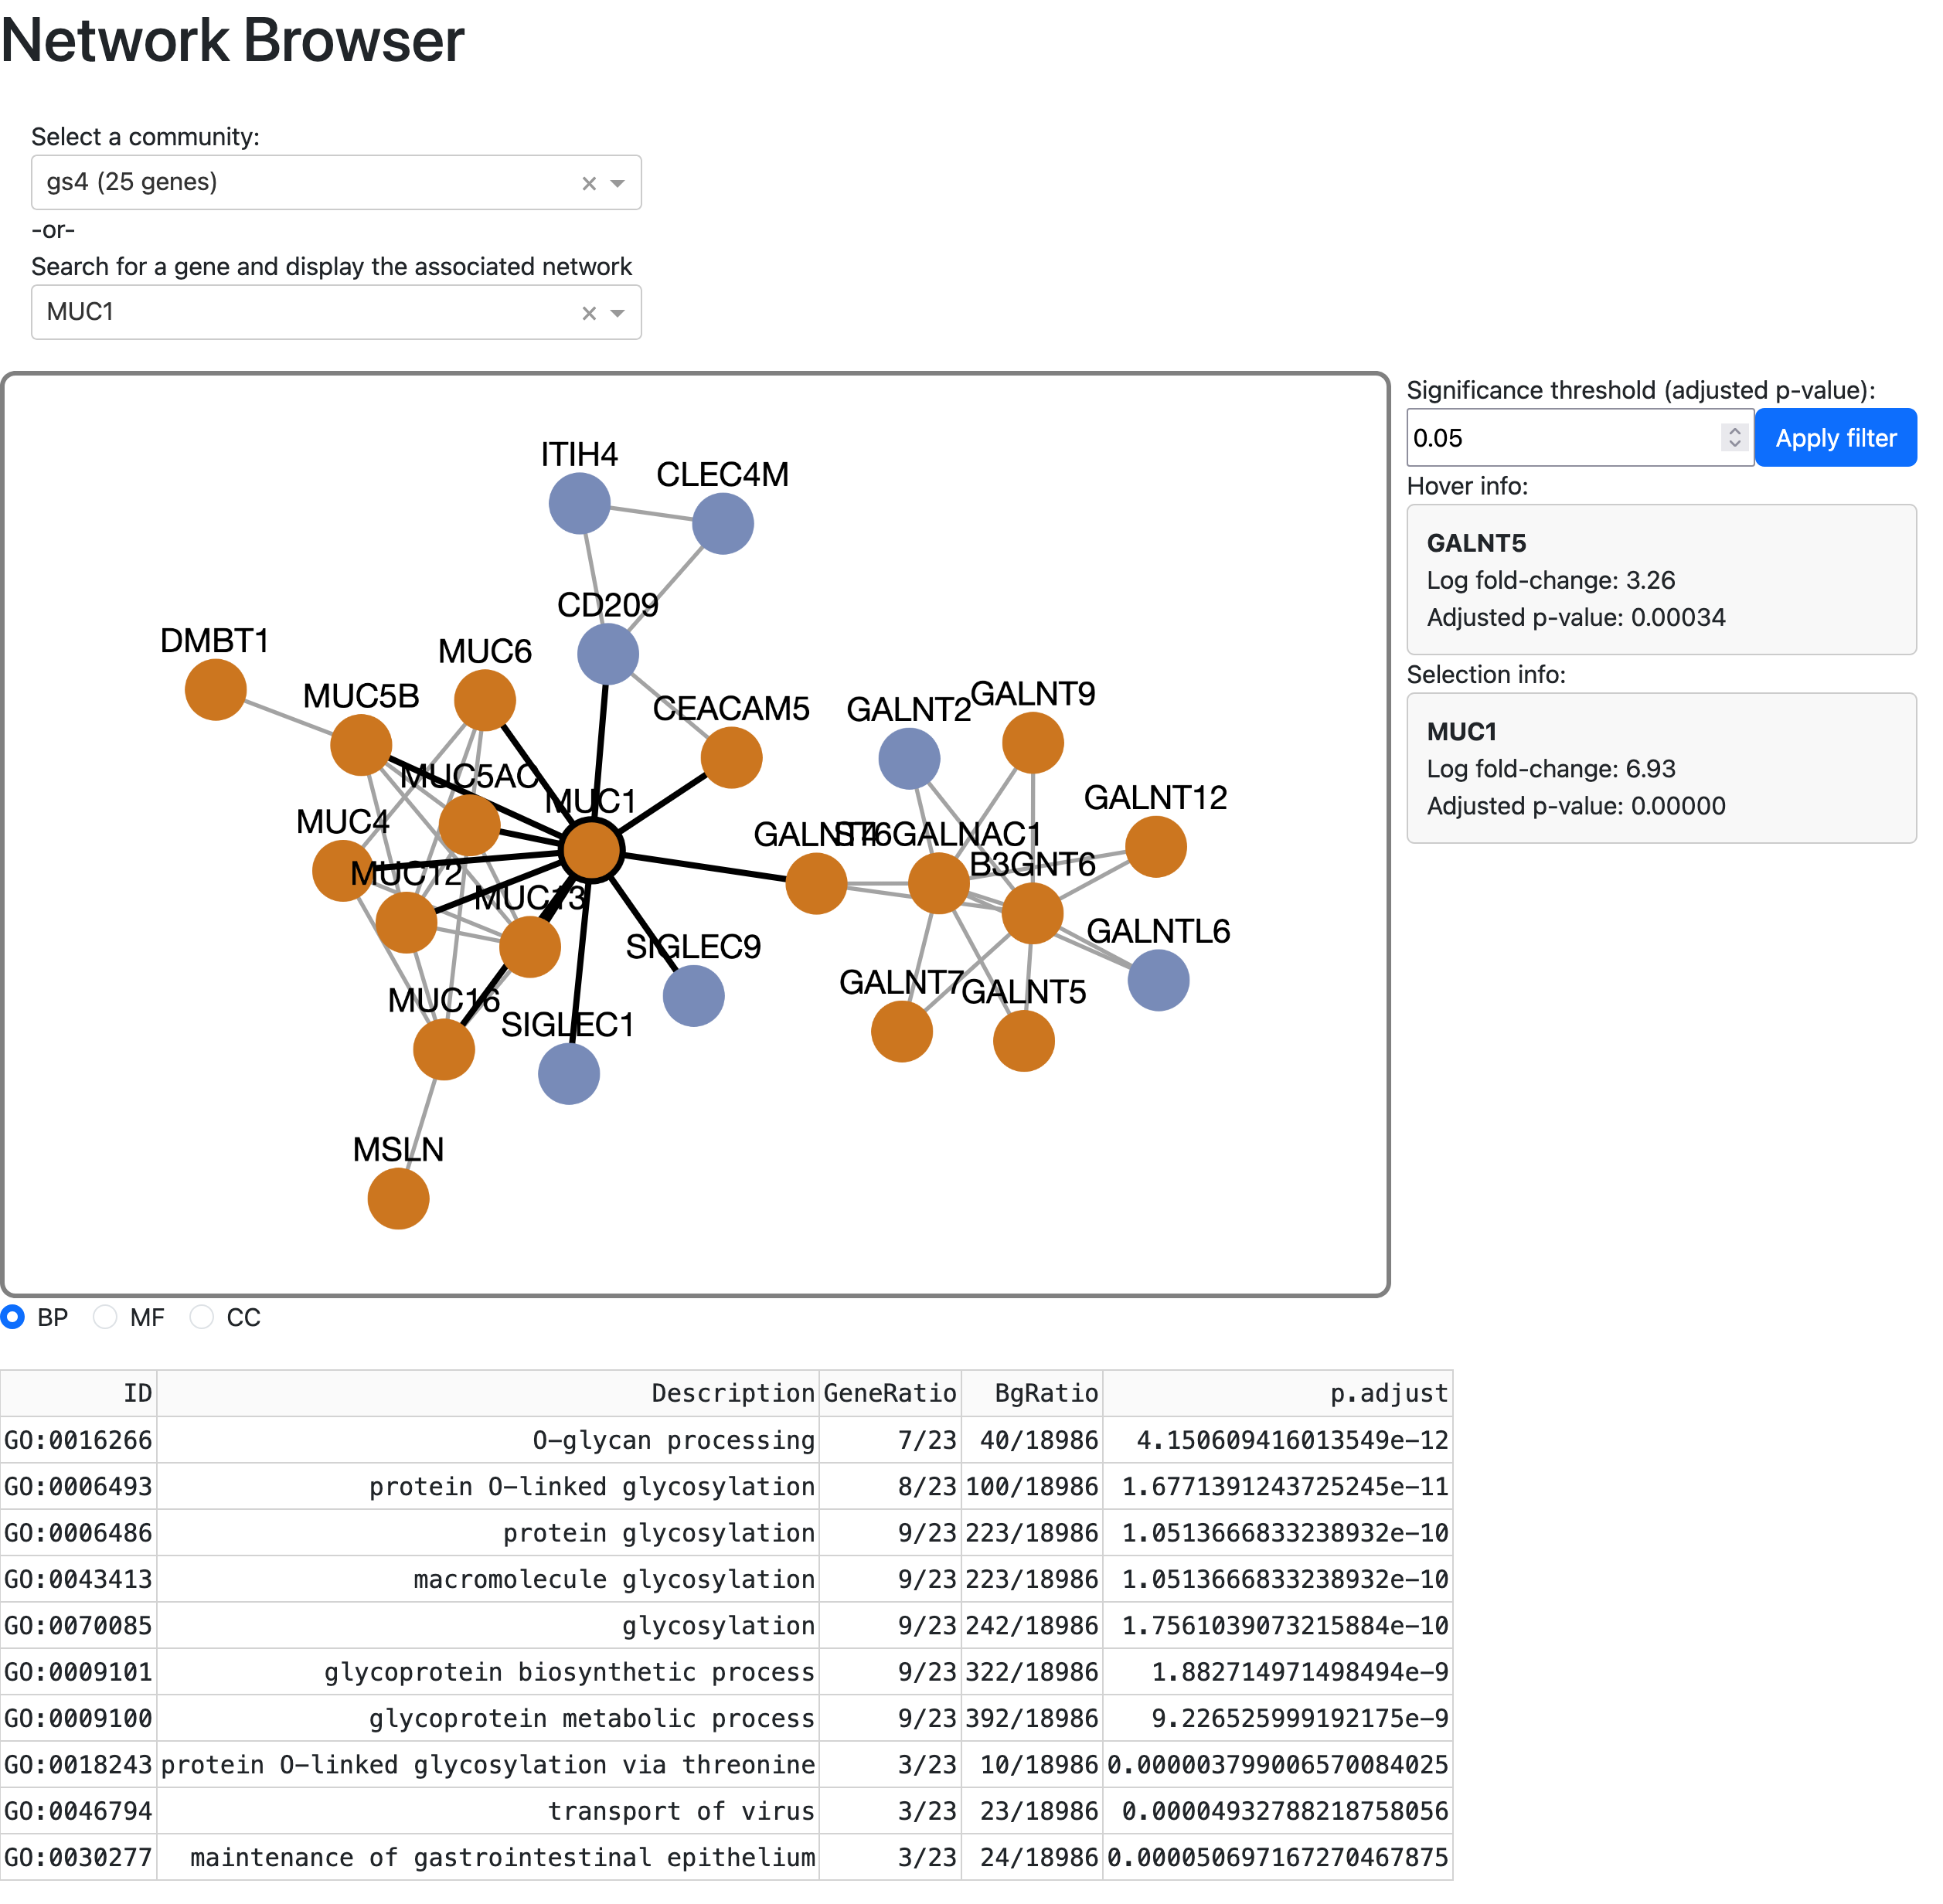 Network Browser
Select a community:
gs4 (25 genes)
-or-
Search for a gene and display the associated network
MUC1
Significance threshold (adjusted p-value):
0.05
Apply filter
Hover info:
GALNT5
Log fold-change: 3.26
Adjusted p-value: 0.00034
Selection info:
MUC1
Log fold-change: 6.93
Adjusted p-value: 0.00000
ITIH4
CLEC4M
CD209
DMBT1
MUC6
MUC5B
CEACAM5
GALNT2
GALNT9
MUC5AC
MUC1
GALNT12
MUC4
B3GNT6
MUC12
MUC13
GALNTL6
SIGLEC9
GALNT7
GALNT5
MUC16
SIGLEC1
MSLN
BP MF CC
ID Description GeneRatio BgRatio p.adjust
GO:0016266 O-glycan processing 7/23 40/18986 4.150609416013549e-12
GO:0006493 protein O-linked glycosylation 8/23 100/18986 1.6771391243725245e-11
GO:0006486 protein glycosylation 9/23 223/18986 1.0513666833238932e-10
GO:0043413 macromolecule glycosylation 9/23 223/18986 1.0513666833238932e-10
GO:0070085 glycosylation 9/23 242/18986 1.7561039073215884e-10
GO:0009101 glycoprotein biosynthetic process 9/23 322/18986 1.882714971498494e-9
GO:0009100 glycoprotein metabolic process 9/23 392/18986 9.226525999192175e-9
GO:0018243 protein O-linked glycosylation via threonine 3/23 10/18986 0.000003799006570084025
GO:0046794 transport of virus 3/23 23/18986 0.00004932788218758056
GO:0030277 maintenance of gastrointestinal epithelium 3/23 24/18986 0.000050697167270467875